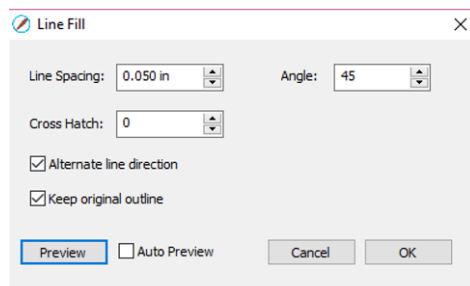 Line Fill
Line Spacing: 0.050 in Angle: 45
Cross Hatch: 0
Alternate line direction
Keep original outline
Preview Auto Preview Cancel OK